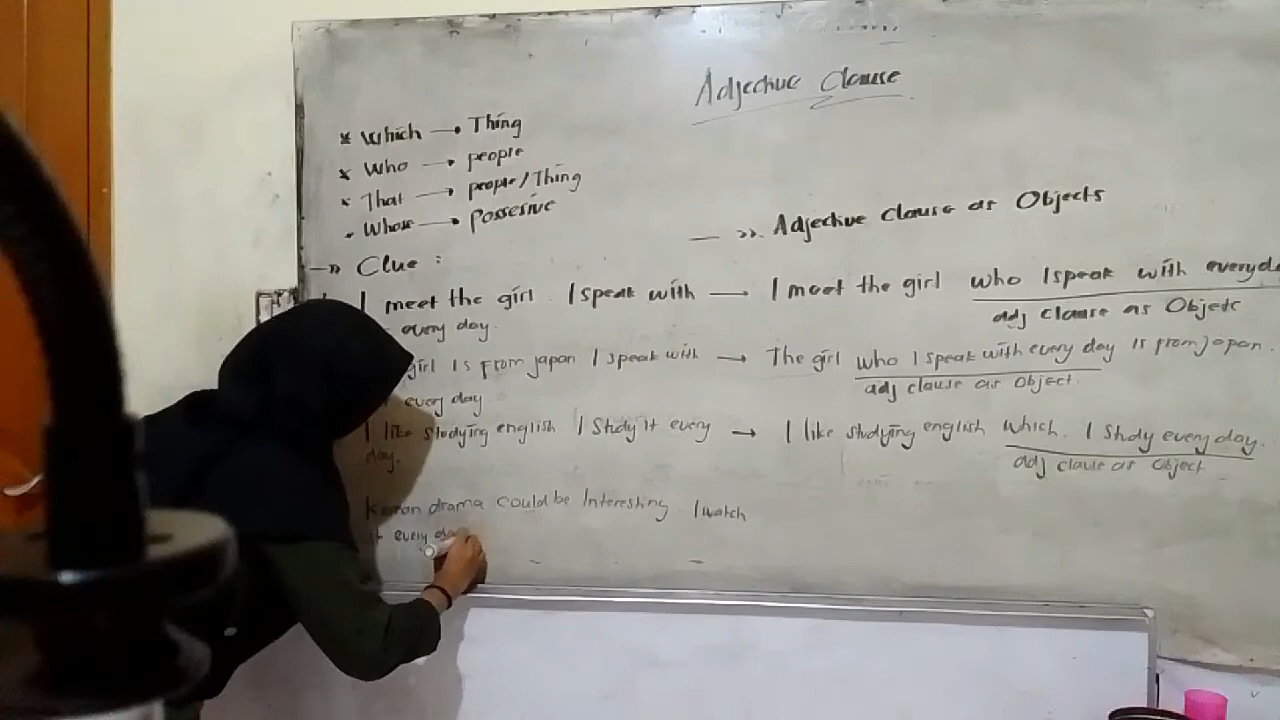 Adjective Clause
* Which → Thing
* Who → people
* That → people/Thing
* Whose → Possesive
— >> Adjective Clause as Objects
—>> Clue :
I meet the girl. I speak with → I meet the girl who I speak with everyda
every day.
adj clause as Objetc
girl Is From Japan I speak with → The girl who I speak with every day is from Japan.
every day
adj clause as Object.
I like studying english I Study it every → I like studying english which. I Study every day.
day.
adj clause as Object
drama could be Interesting I watch
it every da